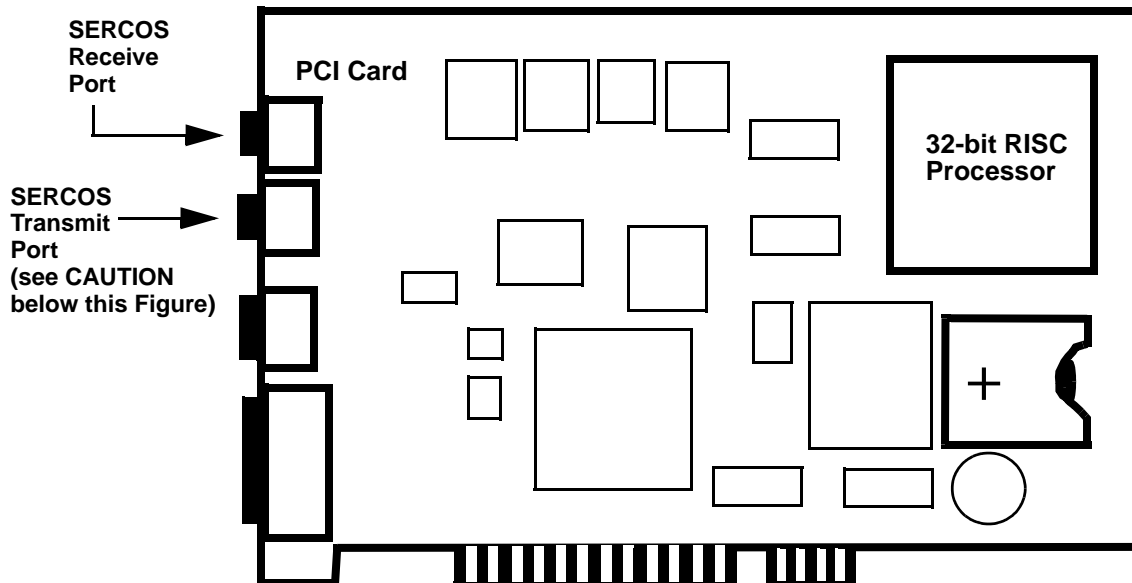 SERCOS
Receive
Port
PCI Card
32-bit RISC
Processor
SERCOS
Transmit
Port
(see CAUTION
below this Figure)